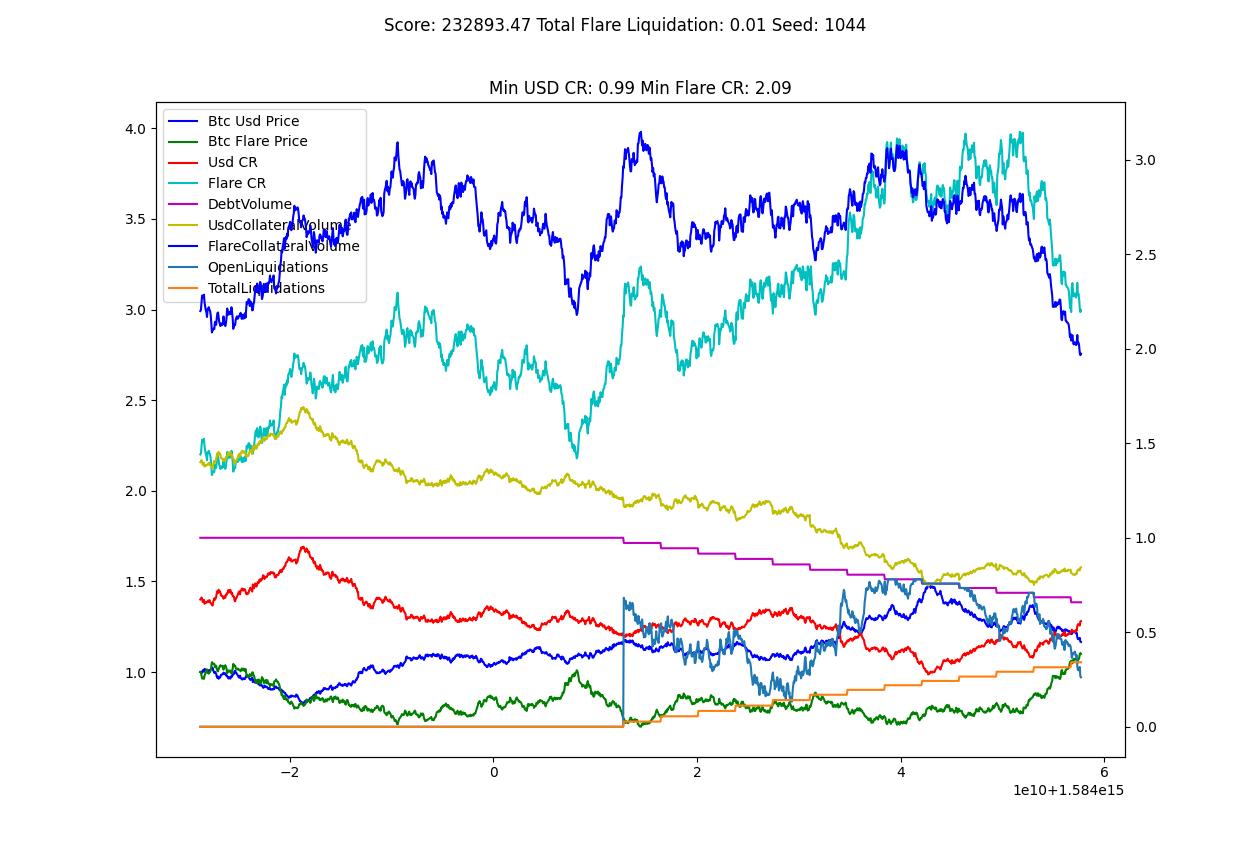 Score: 232893.47 Total Flare Liquidation: 0.01 Seed: 1044
Min USD CR: 0.99 Min Flare CR: 2.09
Btc Usd Price
Btc Flare Price
Usd CR
Flare CR
DebtVolume
UsdCollateralVolume
FlareCollateralVolume
OpenLiquidations
TotalLiquidations
4.0
3.5
3.0
2.5
2.0
1.5
1.0
3.0
2.5
2.0
1.5
1.0
0.5
0.0
−2
0
2
4
6
1e10+1.584e15